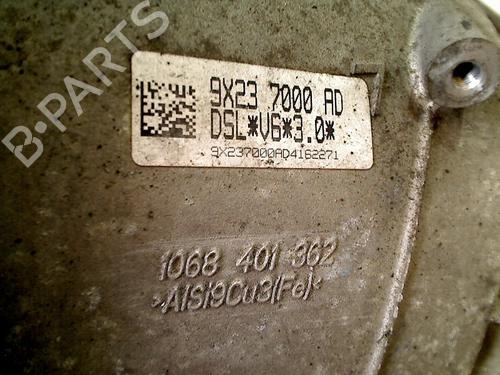 B-PARTS
9X23 7000 AD
DSL*V6*3.0*
9X237000AD4162271
1068 401 362
>AlSi9Cu3(Fe)<